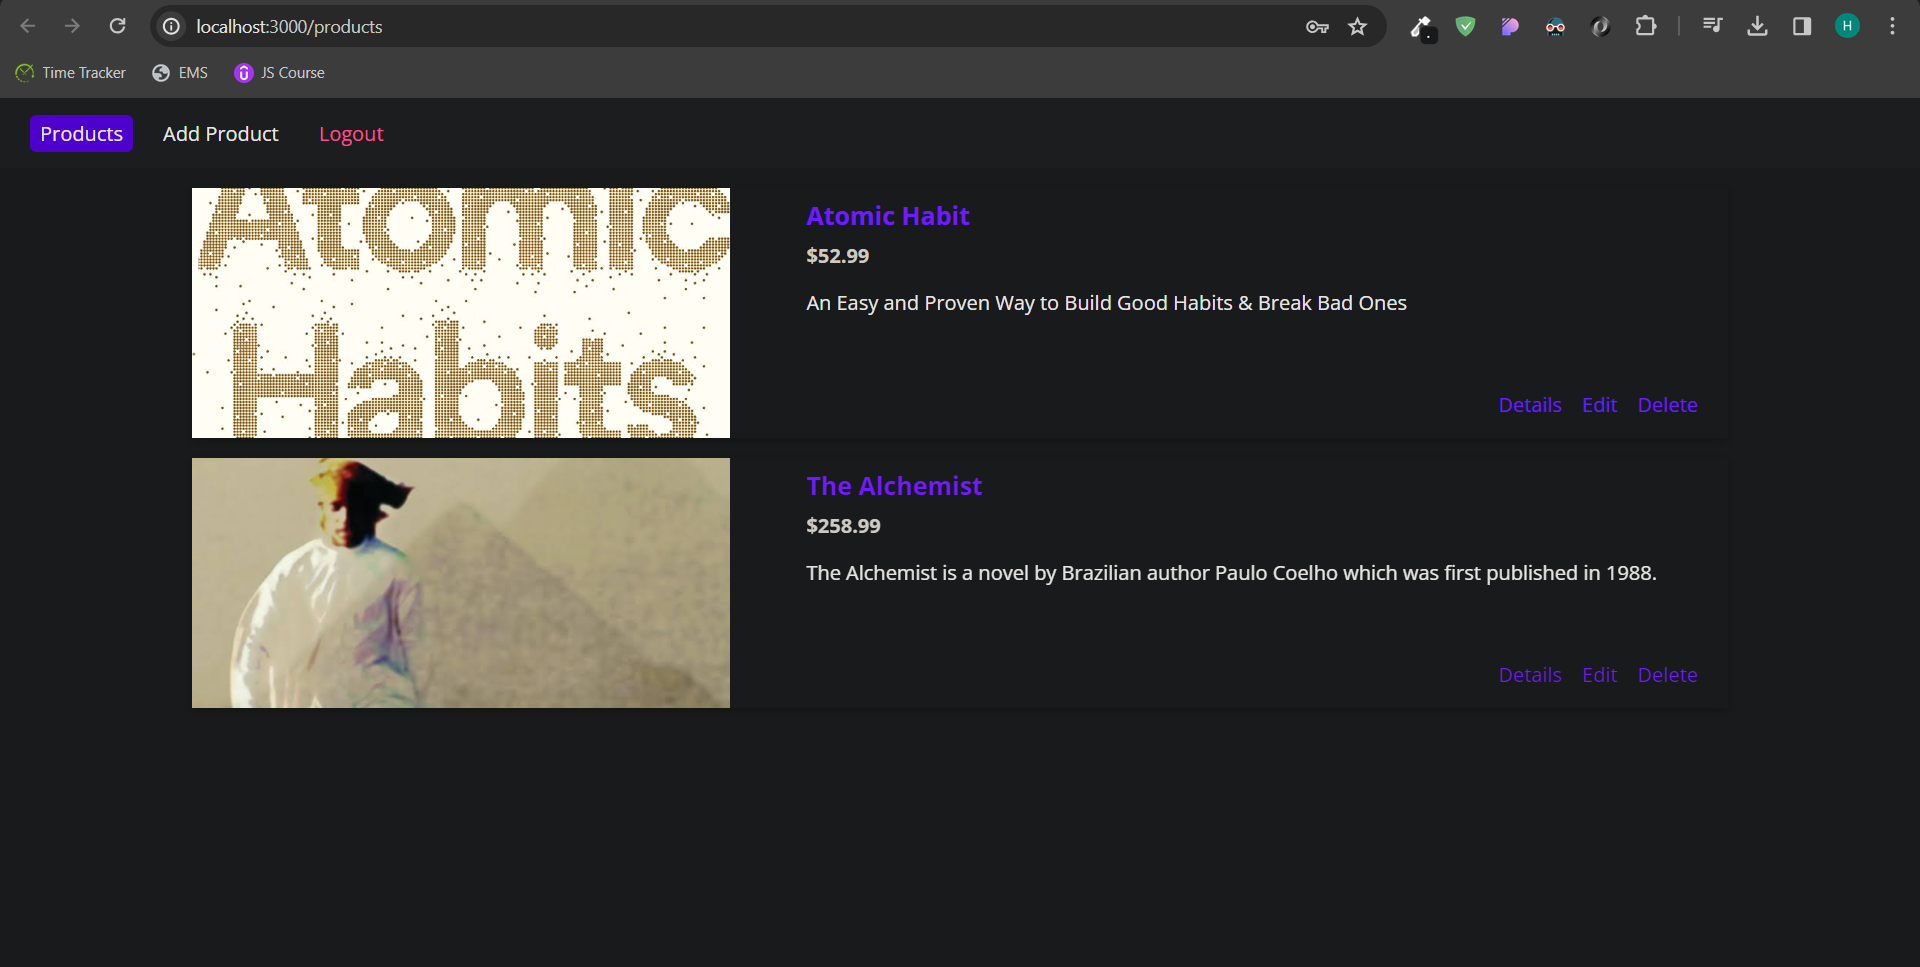 localhost:3000/products
H
Time Tracker EMS JS Course
Products Add Product Logout
Atomic
Habits
Atomic Habit
$52.99
An Easy and Proven Way to Build Good Habits & Break Bad Ones
Details Edit Delete
The Alchemist
$258.99
The Alchemist is a novel by Brazilian author Paulo Coelho which was first published in 1988.
Details Edit Delete